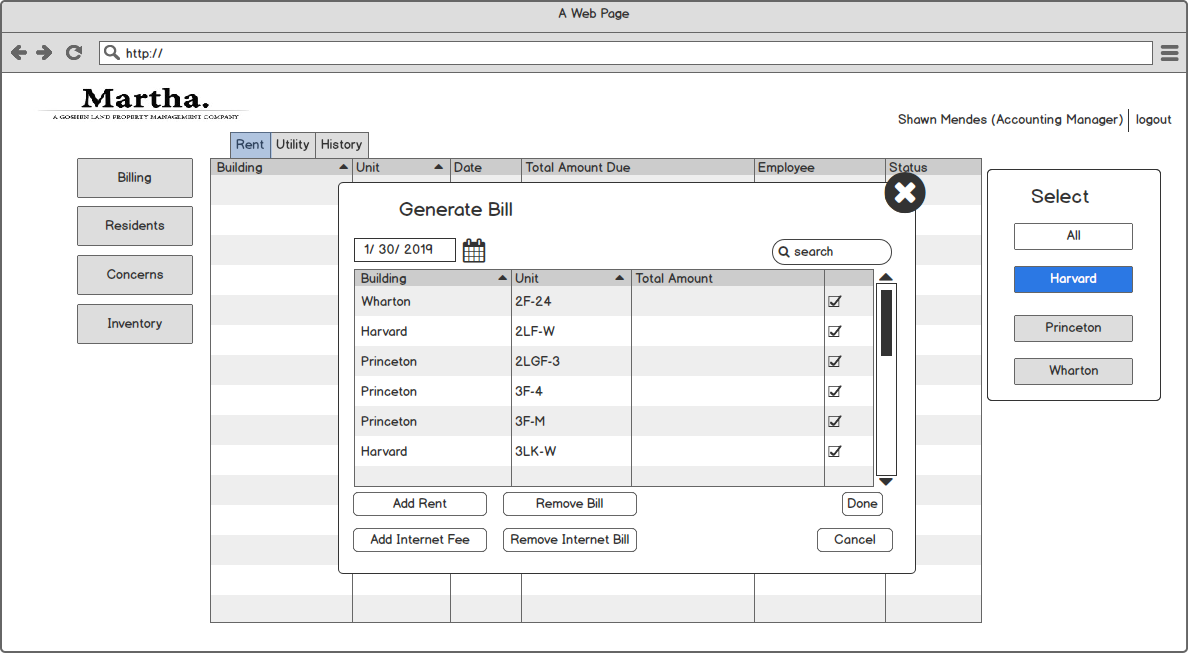 A Web Page
http://
Martha.
A GOSHEN LAND PROPERTY MANAGEMENT COMPANY
Shawn Mendes (Accounting Manager) logout
Rent Utility History
Building Unit Date Total Amount Due Employee Status
Billing
Residents
Concerns
Inventory
Generate Bill
1/ 30/ 2019
search
Building Unit Total Amount
Wharton 2F-24
Harvard 2LF-W
Princeton 2LGF-3
Princeton 3F-4
Princeton 3F-M
Harvard 3LK-W
Add Rent Remove Bill Done
Add Internet Fee Remove Internet Bill Cancel
Select
All
Harvard
Princeton
Wharton